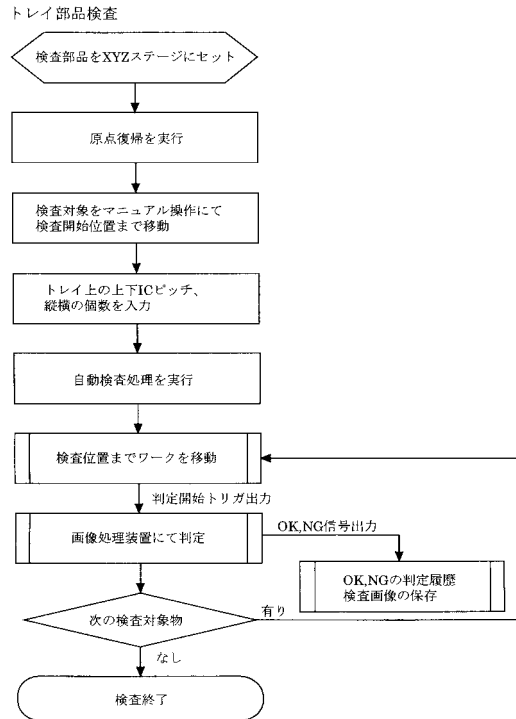 トレイ部品検査
検査部品をXYZステージにセット
原点復帰を実行
検査対象をマニュアル操作にて
検査開始位置まで移動
トレイ上の上下ICピッチ、
縦横の個数を入力
自動検査処理を実行
検査位置までワークを移動
判定開始トリガ出力
画像処理装置にて判定
OK,NG信号出力
OK,NGの判定履歴
検査画像の保存
次の検査対象物
有り
なし
検査終了